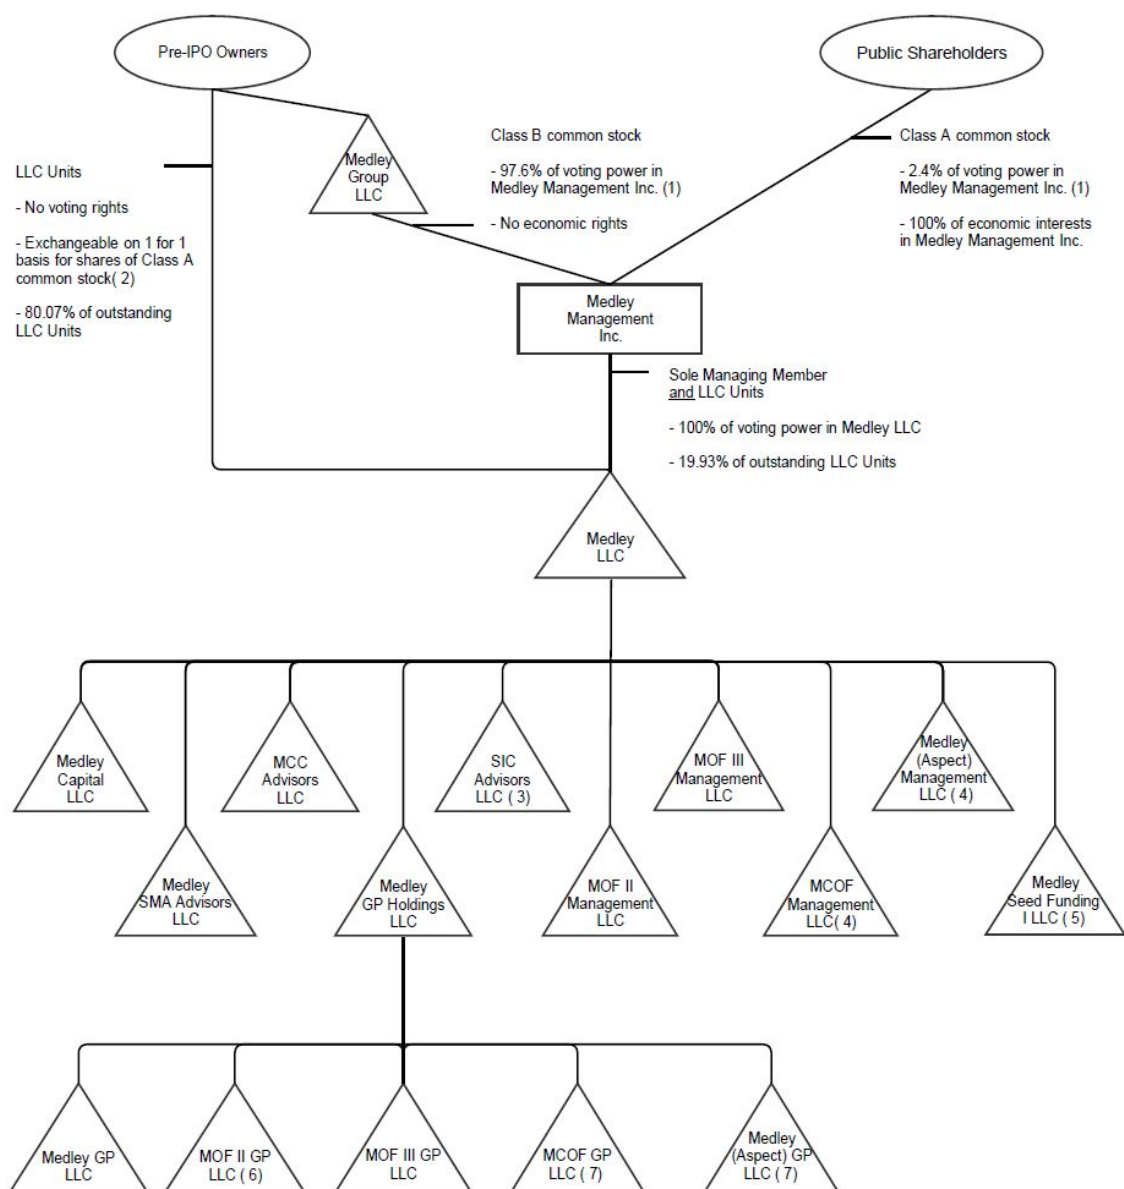 Pre-IPO Owners
Public Shareholders
LLC Units
- No voting rights
- Exchangeable on 1 for 1
basis for shares of Class A
common stock( 2)
- 80.07% of outstanding
LLC Units
Medley
Group
LLC
Class B common stock
- 97.6% of voting power in
Medley Management Inc. (1)
- No economic rights
Class A common stock
- 2.4% of voting power in
Medley Management Inc. (1)
- 100% of economic interests
in Medley Management Inc.
Medley
Management
Inc.
Sole Managing Member
and LLC Units
- 100% of voting power in Medley LLC
- 19.93% of outstanding LLC Units
Medley
LLC
Medley
Capital
LLC
MCC
Advisors
LLC
SIC
Advisors
LLC ( 3)
MOF III
Management
LLC
Medley
(Aspect)
Management
LLC ( 4)
Medley
SMA Advisors
LLC
Medley
GP Holdings
LLC
MOF II
Management
LLC
MCOF
Management
LLC( 4)
Medley
Seed Funding
I LLC ( 5)
Medley GP
LLC
MOF II GP
LLC ( 6)
MOF III GP
LLC
MCOF GP
LLC ( 7)
Medley
(Aspect) GP
LLC ( 7)